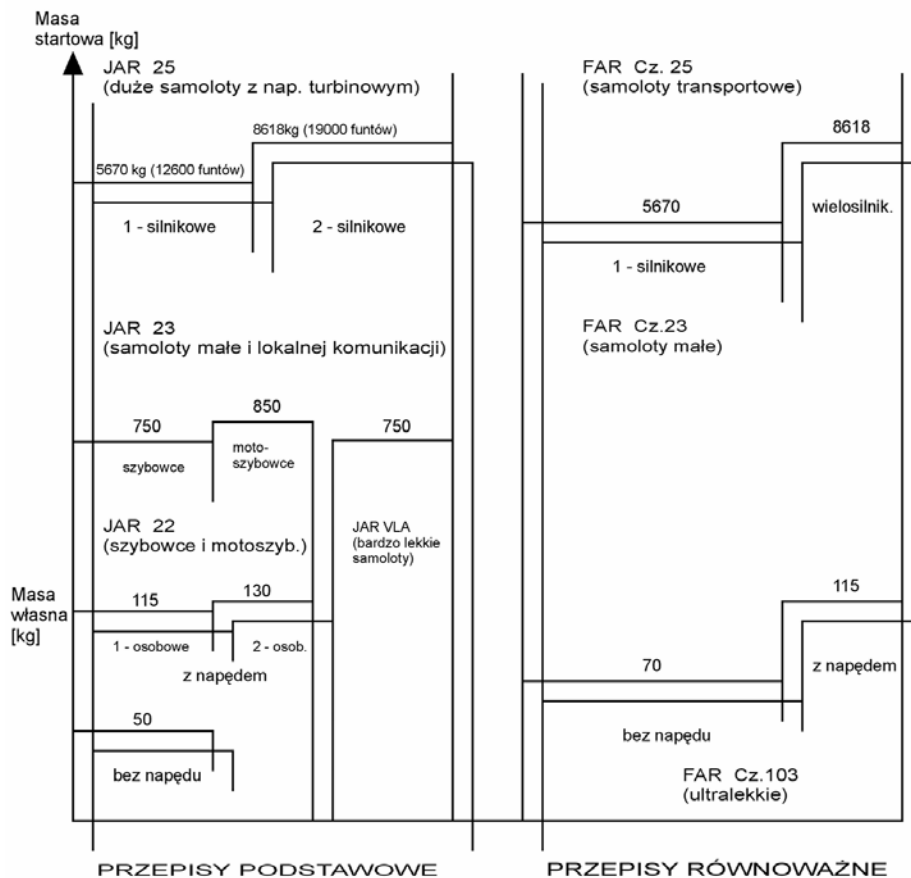 Masa
startowa [kg]
JAR 25
(duże samoloty z nap. turbinowym)
8618kg (19000 funtów)
5670 kg (12600 funtów)
1 - silnikowe
2 - silnikowe
JAR 23
(samoloty małe i lokalnej komunikacji)
750
850
750
szybowce
moto-
szybowce
JAR 22
(szybowce i motoszyb.)
JAR VLA
(bardzo lekkie
samoloty)
Masa
własna
[kg]
115
130
1 - osobowe
2 - osob.
z napędem
50
bez napędu
PRZEPISY PODSTAWOWE
FAR Cz. 25
(samoloty transportowe)
8618
5670
wielosilnik.
1 - silnikowe
FAR Cz.23
(samoloty małe)
115
70
z napędem
bez napędu
FAR Cz.103
(ultralekkie)
PRZEPISY RÓWNOWAŻNE